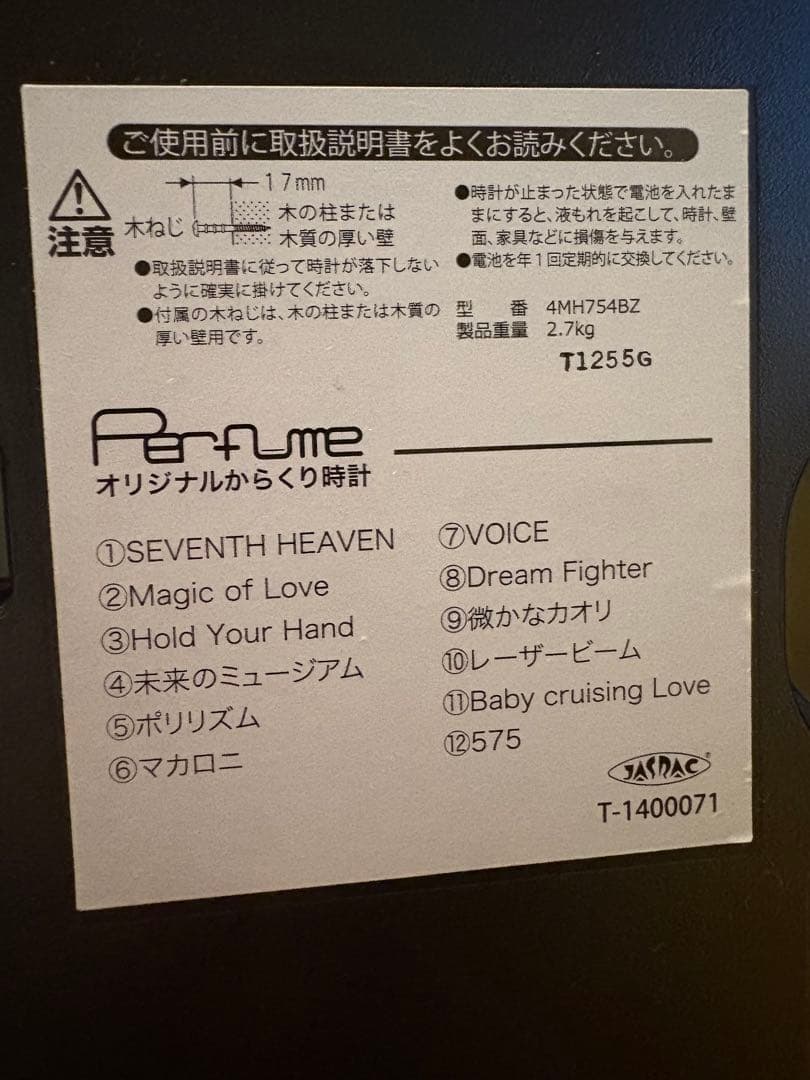 ご使用前に取扱説明書をよくお読みください。
注意
17mm
木ねじ
木の柱または
木質の厚い壁
●取扱説明書に従って時計が落下しない
ように確実に掛けてください。
●付属の木ねじは、木の柱または木質の
厚い壁用です。
●時計が止まった状態で電池を入れたま
まにすると、液もれを起こして、時計、壁
面、家具などに損傷を与えます。
●電池を年1回定期的に交換してください。
型 番 4MH754BZ
製品重量 2.7kg
T1255G
Perfume
オリジナルからくり時計
①SEVENTH HEAVEN
②Magic of Love
③Hold Your Hand
④未来のミュージアム
⑤ポリリズム
⑥マカロニ
⑦VOICE
⑧Dream Fighter
⑨微かなカオリ
⑩レーザービーム
⑪Baby cruising Love
⑫575
JASRAC®
T-1400071